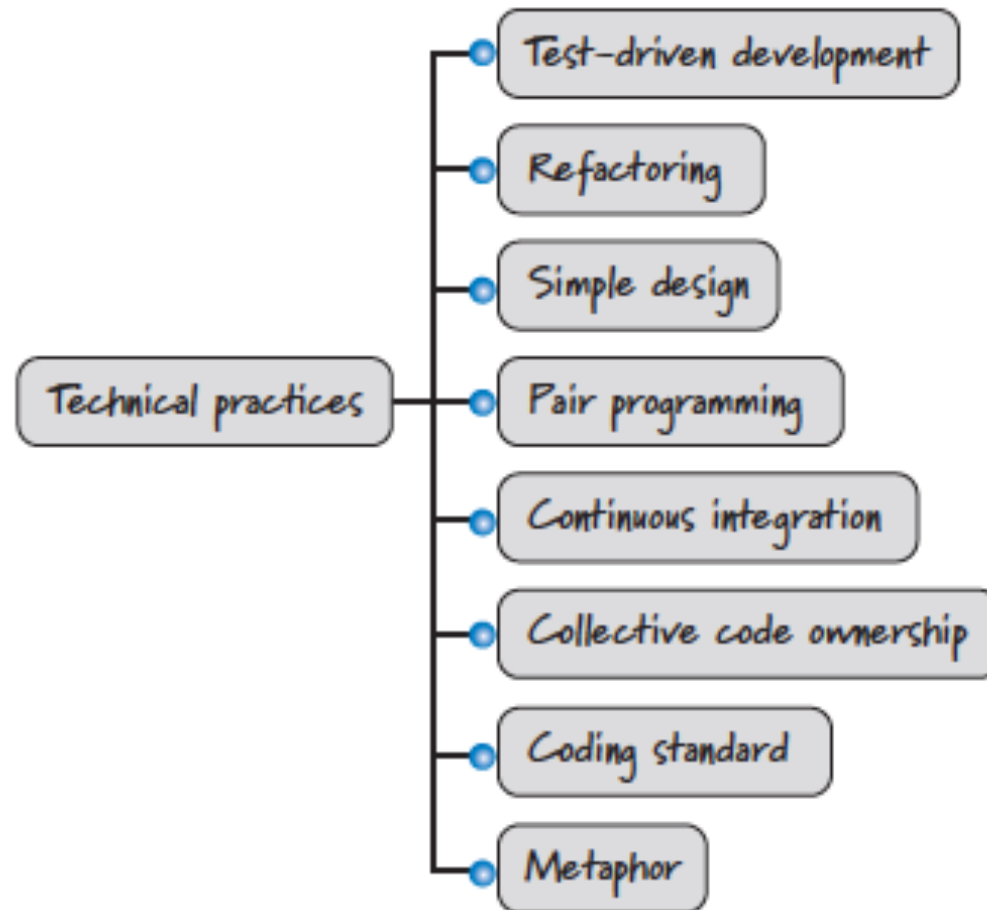 Test-driven development
Refactoring
Simple design
Technical practices
Pair programming
Continuous integration
Collective code ownership
Coding standard
Metaphor